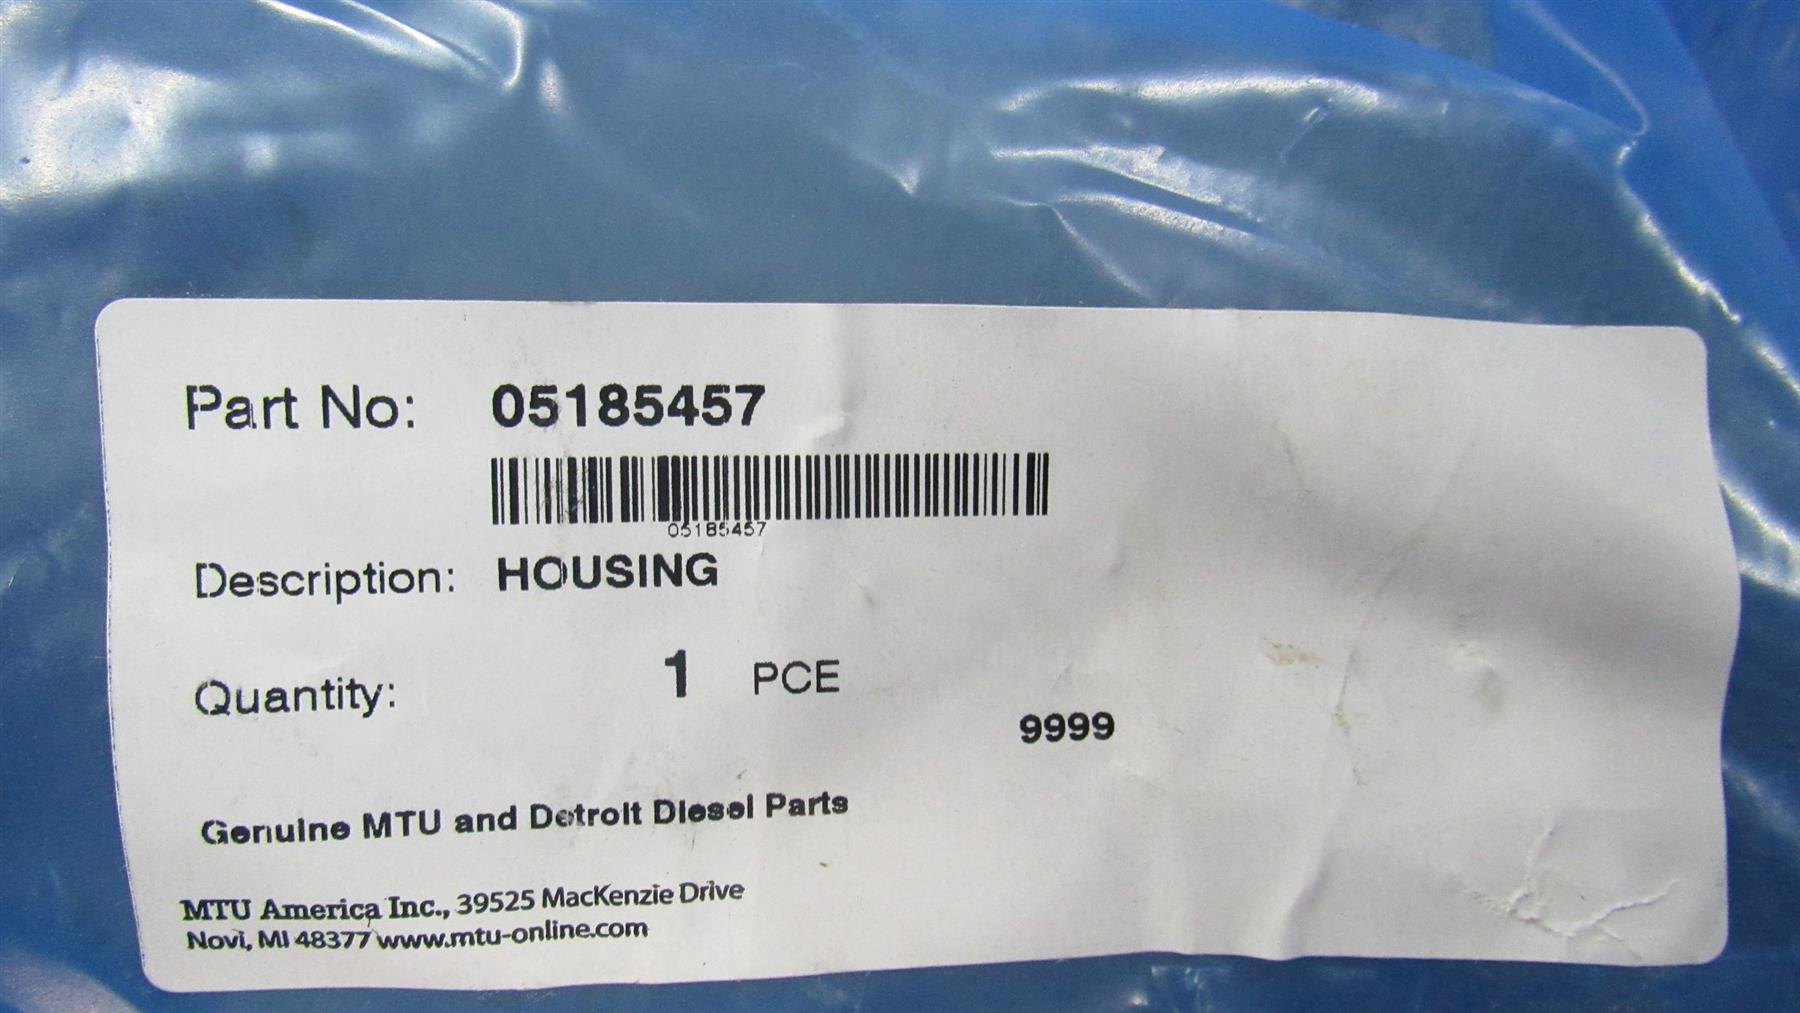 Part No: 05185457
05185457
Description: HOUSING
Quantity: 1 PCE
9999
Genuine MTU and Detroit Diesel Parts
MTU America Inc., 39525 MacKenzie Drive
Novi, MI 48377 www.mtu-online.com